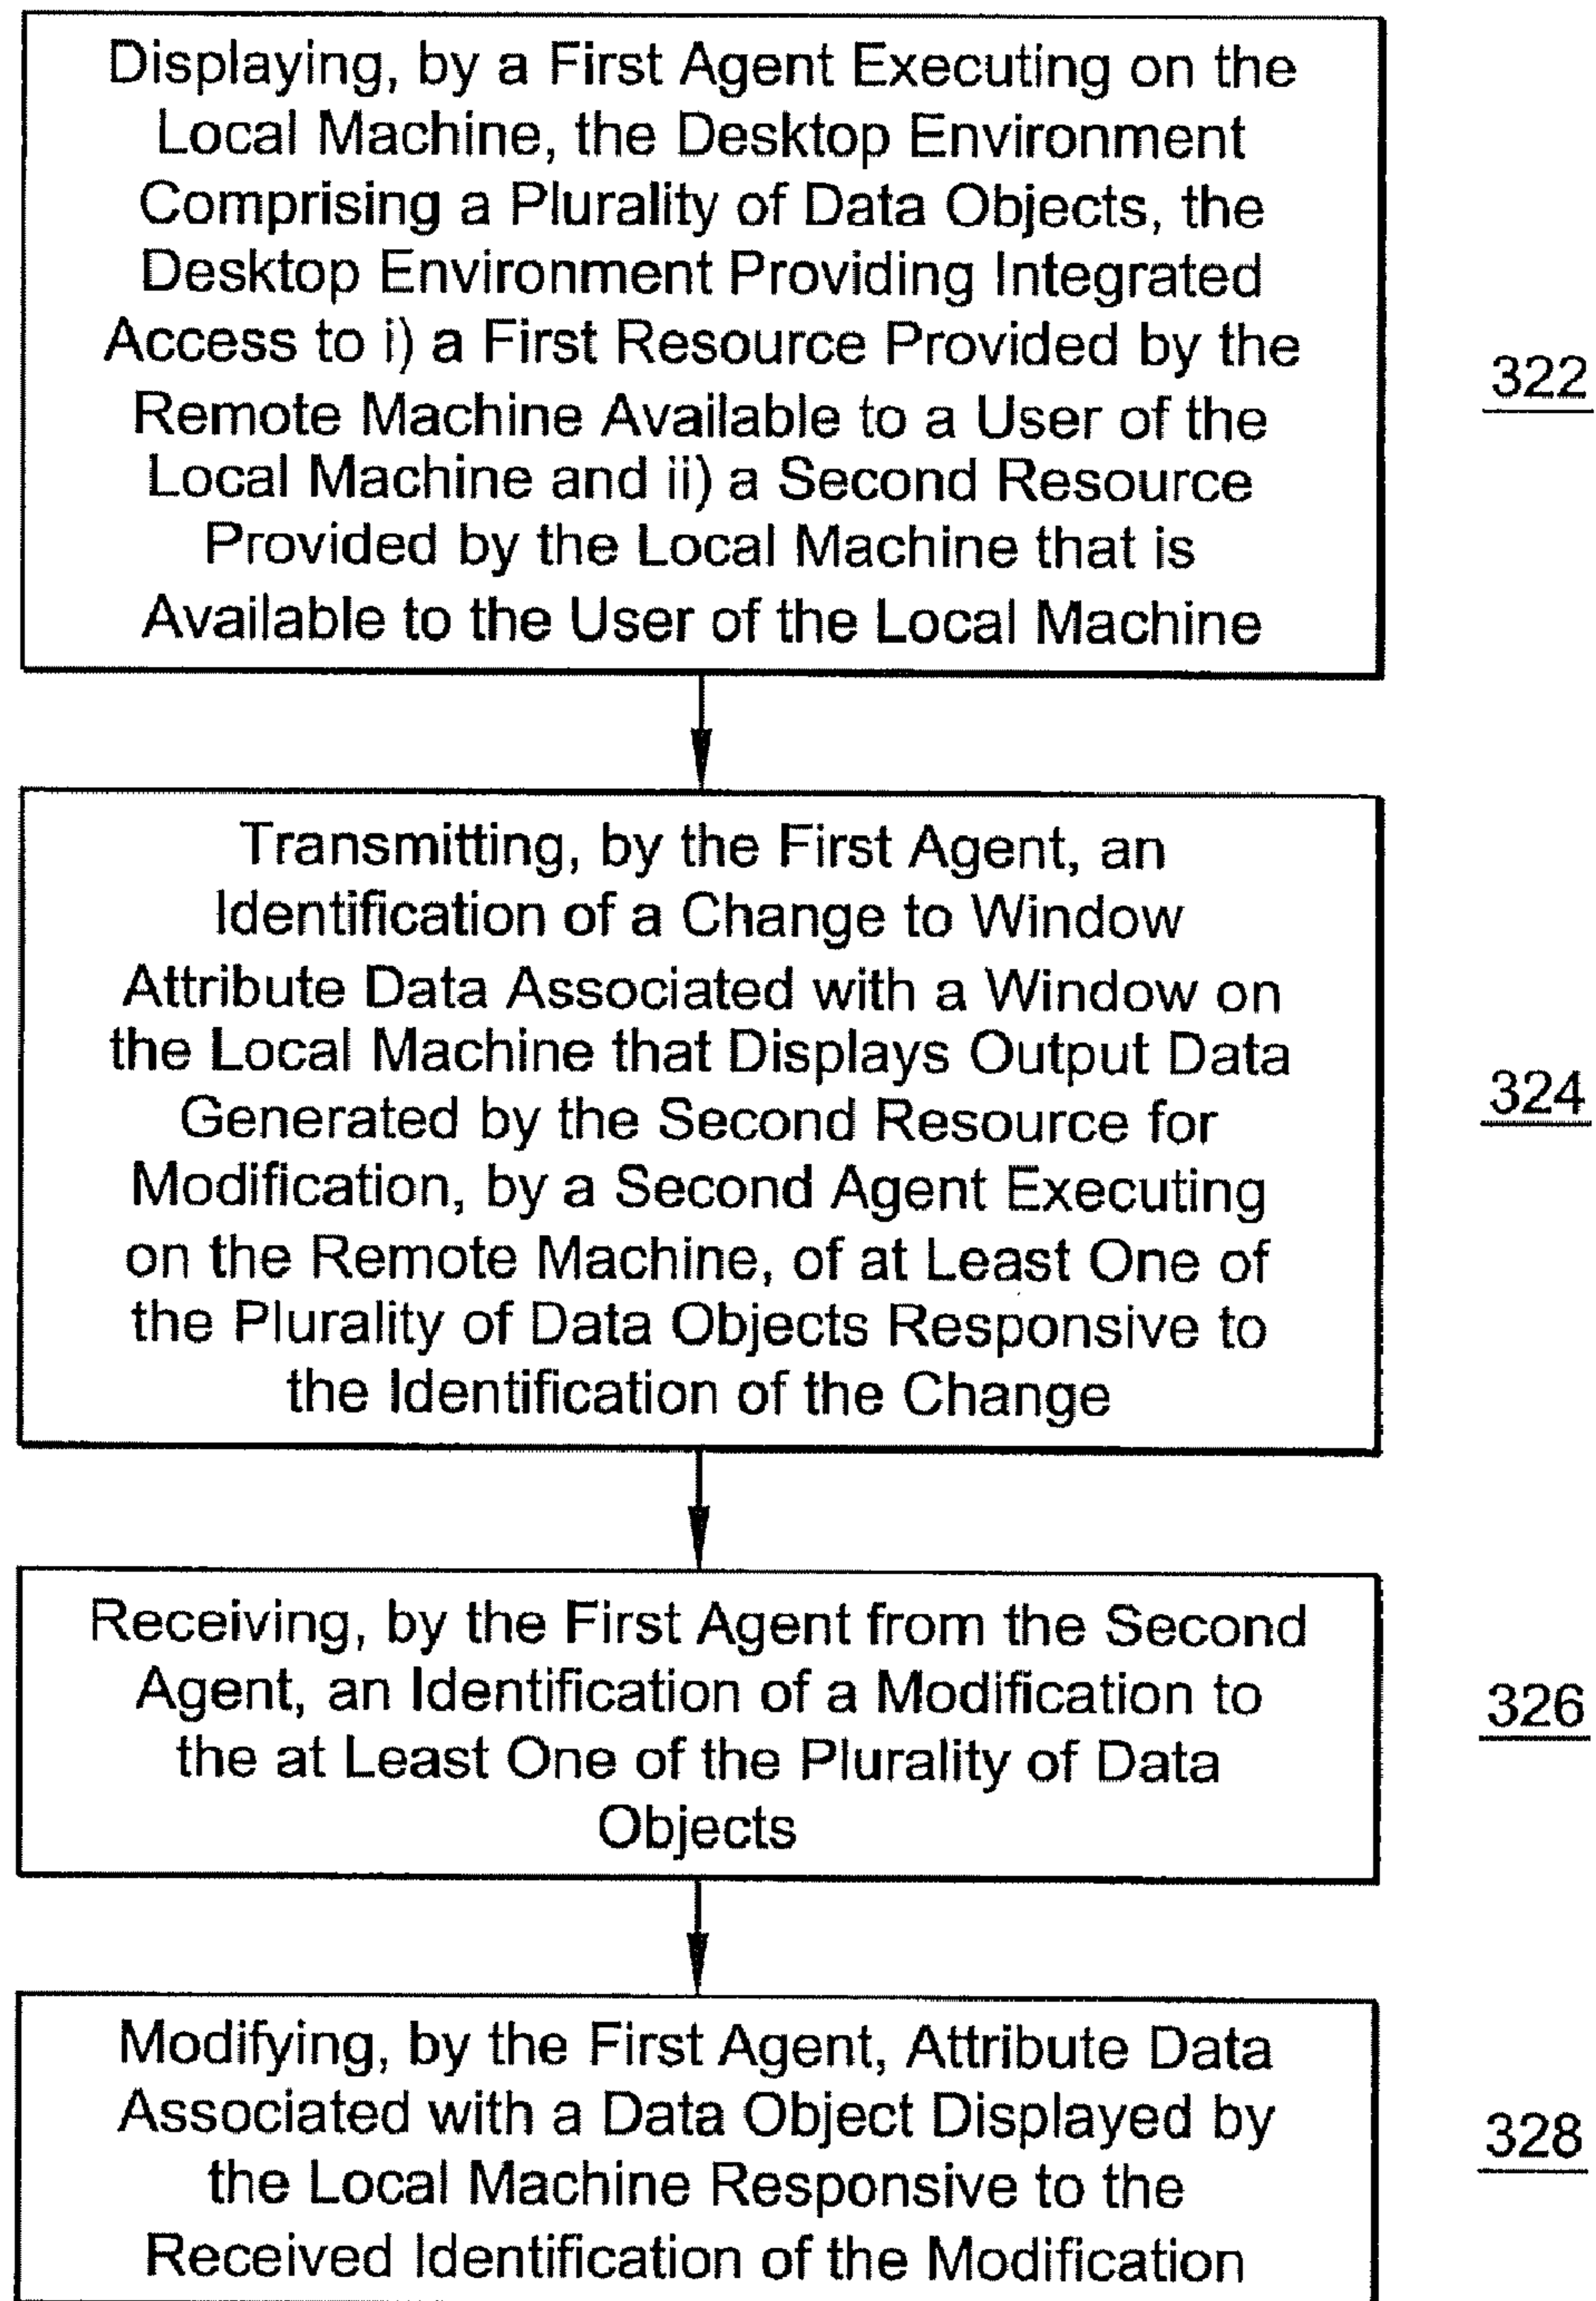 Displaying, by a First Agent Executing on the
Local Machine, the Desktop Environment
Comprising a Plurality of Data Objects, the
Desktop Environment Providing Integrated
Access to i) a First Resource Provided by the
Remote Machine Available to a User of the
Local Machine and ii) a Second Resource
Provided by the Local Machine that is
Available to the User of the Local Machine
322
Transmitting, by the First Agent, an
Identification of a Change to Window
Attribute Data Associated with a Window on
the Local Machine that Displays Output Data
Generated by the Second Resource for
Modification, by a Second Agent Executing
on the Remote Machine, of at Least One of
the Plurality of Data Objects Responsive to
the Identification of the Change
324
Receiving, by the First Agent from the Second
Agent, an Identification of a Modification to
the at Least One of the Plurality of Data
Objects
326
Modifying, by the First Agent, Attribute Data
Associated with a Data Object Displayed by
the Local Machine Responsive to the
Received Identification of the Modification
328